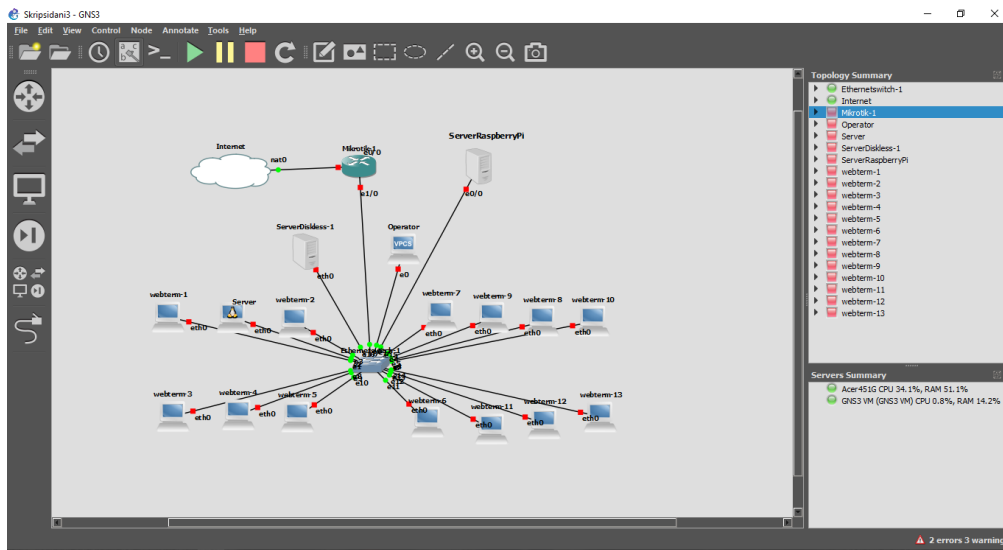 Skripsidani3 - GNS3
File Edit View Control Node Annotate Tools Help
Topology Summary
Ethernetswitch-1
Internet
Mikrotik-1
Operator
Server
ServerDiskless-1
ServerRaspberryPi
webterm-1
webterm-2
webterm-3
webterm-4
webterm-5
webterm-6
webterm-7
webterm-8
webterm-9
webterm-10
webterm-11
webterm-12
webterm-13
Servers Summary
Acer451G CPU 34.1%, RAM 51.1%
GNS3 VM (GNS3 VM) CPU 0.8%, RAM 14.2%
ServerRaspberryPi
Internet
nat0
Mikrotik-1
e0/0
e1/0
e0/0
ServerDiskless-1
eth0
Operator
VPCS
e0
webterm-1
eth0
Server
eth0
webterm-2
eth0
webterm-7
eth0
webterm-9
eth0
webterm-8
eth0
webterm-10
eth0
e10
e11
webterm-3
eth0
webterm-4
eth0
webterm-5
eth0
webterm-6
eth0
webterm-11
eth0
webterm-12
eth0
webterm-13
eth0
2 errors 3 warning